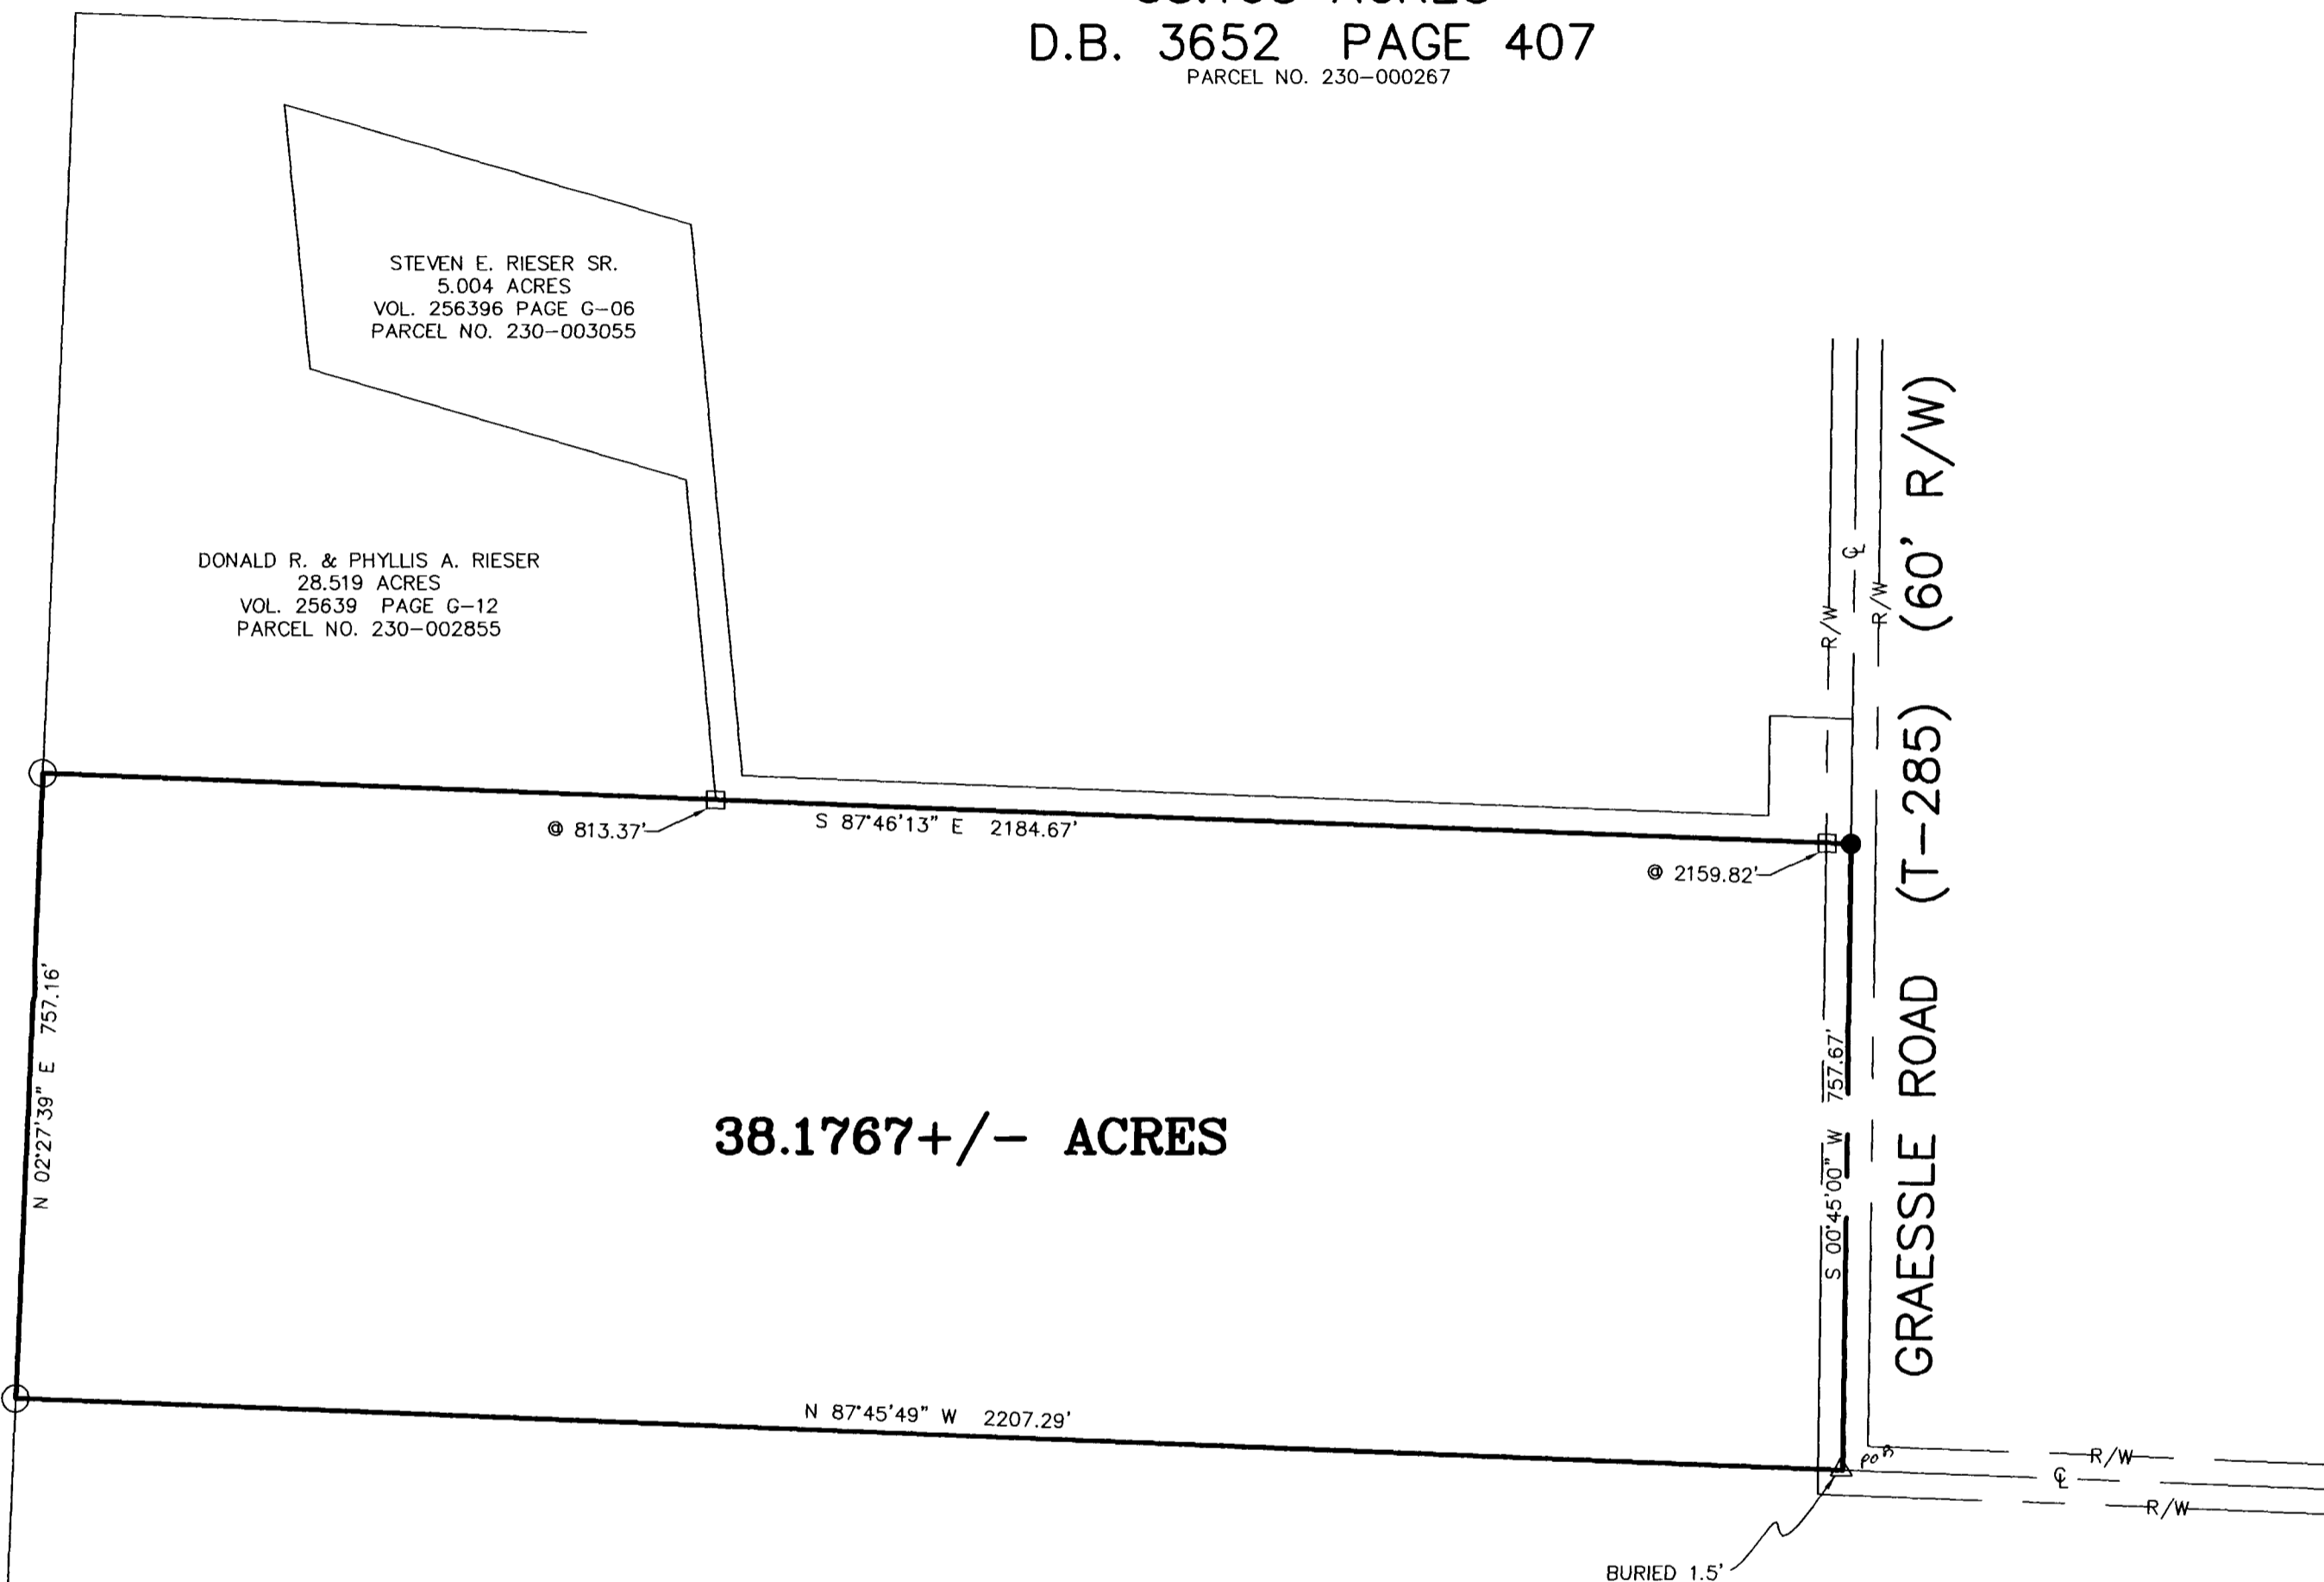 D.B. 3652 PAGE 407
PARCEL NO. 230-000267
STEVEN E. RIESER SR.
5.004 ACRES
VOL. 256396 PAGE G-06
PARCEL NO. 230-003055
DONALD R. & PHYLLIS A. RIESER
28.519 ACRES
VOL. 25639 PAGE G-12
PARCEL NO. 230-002855
R/W
℄
R/W
GRAESSLE ROAD (T-285) (60' R/W)
@ 813.37'
S 87°46'13" E 2184.67'
@ 2159.82'
N 02°27'39" E 757.16'
S 00°45'00" W 757.67'
38.1767+/- ACRES
N 87°45'49" W 2207.29'
POB
R/W
℄
R/W
BURIED 1.5'